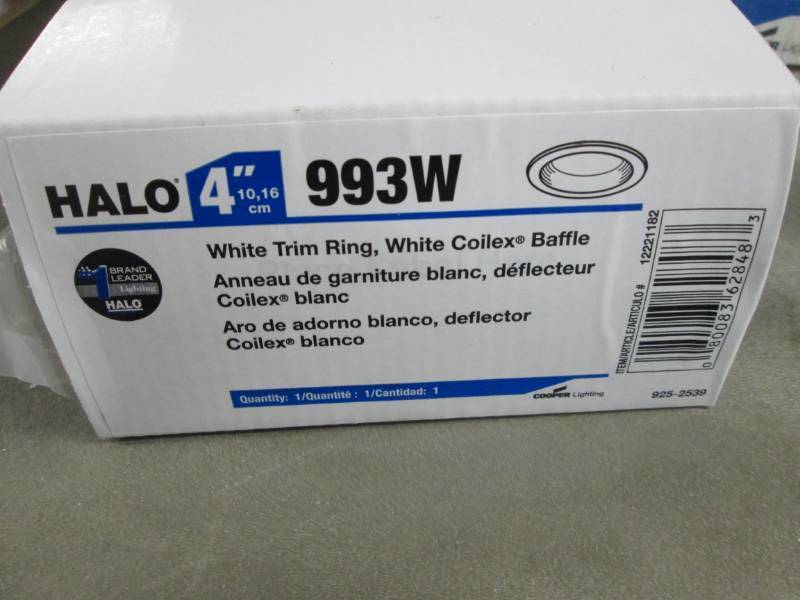 HALO® 4" 10,16 cm 993W
White Trim Ring, White Coilex® Baffle
Anneau de garniture blanc, déflecteur
Coilex® blanc
Aro de adorno blanco, deflector
Coilex® blanco
#1 BRAND
LEADER
Lighting
HALO
Quantity: 1/Quantité : 1/Cantidad: 1
COOPER Lighting
ITEM/ARTICLE/ARTÍCULO # 12221182
0 80083 62848 3
925-2539